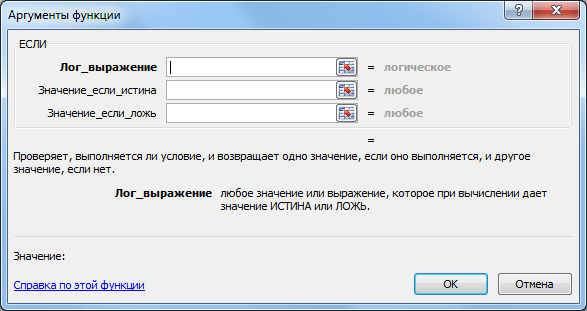 Аргументы функции
ЕСЛИ
Лог_выражение = логическое
Значение_если_истина = любое
Значение_если_ложь = любое
=
Проверяет, выполняется ли условие, и возвращает одно значение, если оно выполняется, и другое
значение, если нет.
Лог_выражение любое значение или выражение, которое при вычислении дает
значение ИСТИНА или ЛОЖЬ.
Значение:
Справка по этой функции
ОК
Отмена